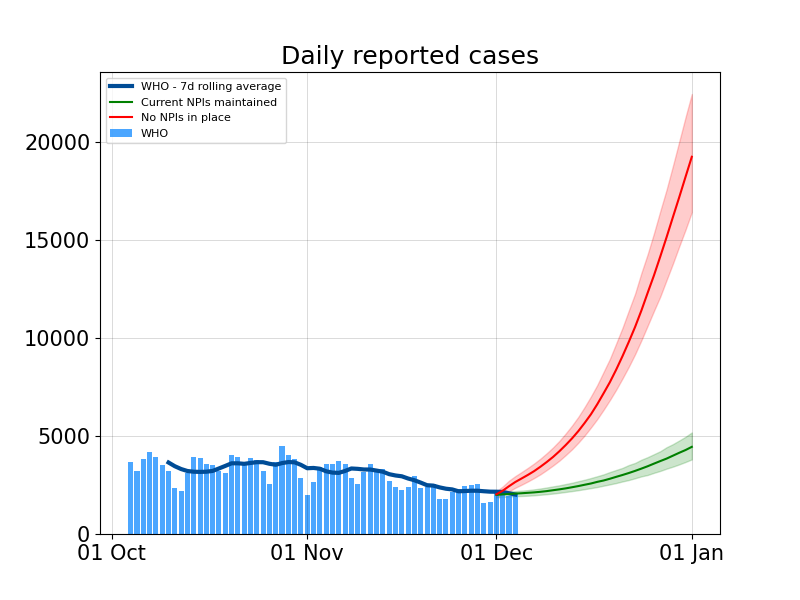 Daily reported cases
WHO - 7d rolling average
Current NPIs maintained
No NPIs in place
WHO
20000
15000
10000
5000
0
01 Oct
01 Nov
01 Dec
01 Jan